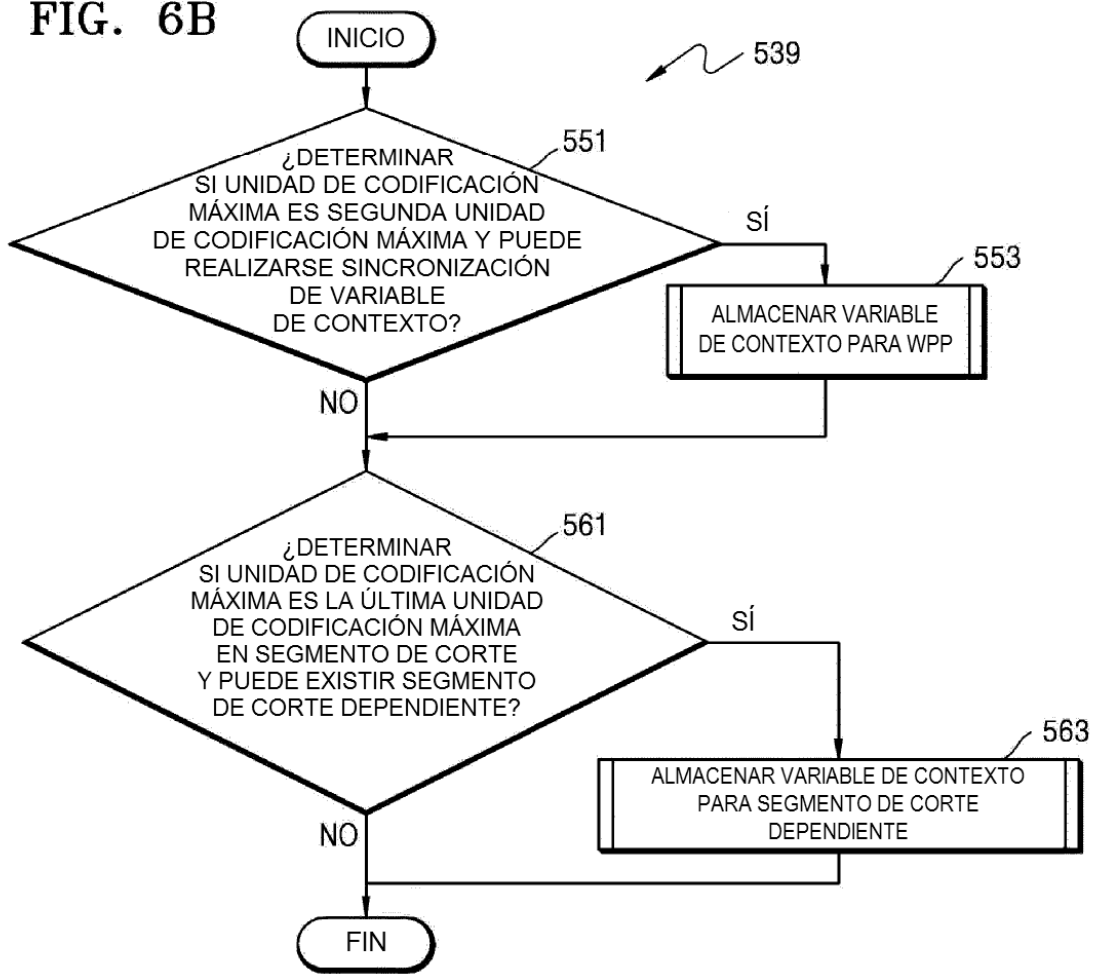 FIG. 6B
INICIO
539
551
¿DETERMINAR
SI UNIDAD DE CODIFICACIÓN
MÁXIMA ES SEGUNDA UNIDAD
DE CODIFICACIÓN MÁXIMA Y PUEDE
REALIZARSE SINCRONIZACIÓN
DE VARIABLE
DE CONTEXTO?
SÍ
553
ALMACENAR VARIABLE
DE CONTEXTO PARA WPP
NO
561
¿DETERMINAR
SI UNIDAD DE CODIFICACIÓN
MÁXIMA ES LA ÚLTIMA UNIDAD
DE CODIFICACIÓN MÁXIMA
EN SEGMENTO DE CORTE
Y PUEDE EXISTIR SEGMENTO
DE CORTE DEPENDIENTE?
SÍ
563
ALMACENAR VARIABLE DE CONTEXTO
PARA SEGMENTO DE CORTE
DEPENDIENTE
NO
FIN